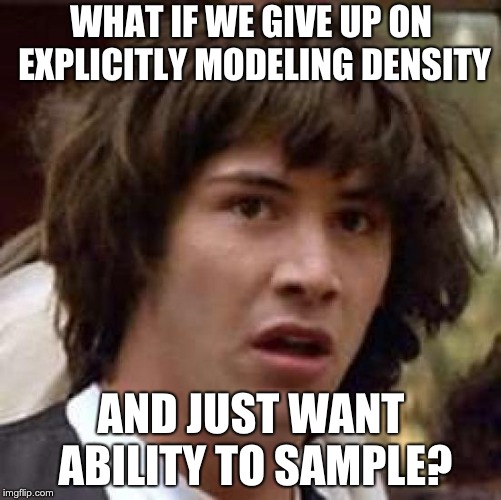 WHAT IF WE GIVE UP ON
EXPLICITLY MODELING DENSITY
AND JUST WANT
ABILITY TO SAMPLE?
imgflip.com